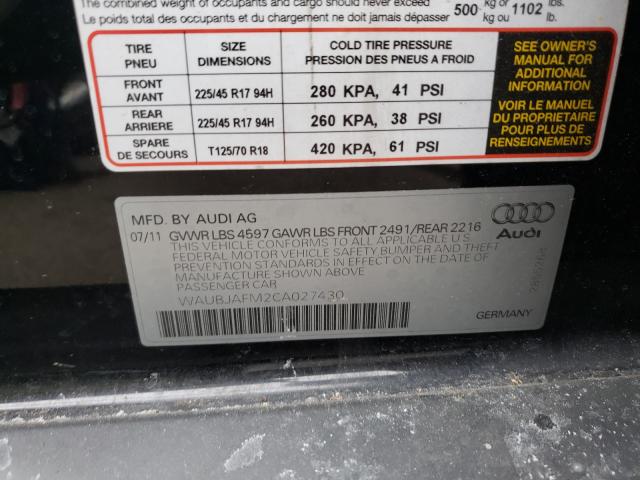 The combined weight of occupants and cargo should never exceed 500 kg or 1102 lbs.
Le poids total des occupants et du chargement ne doit jamais dépasser kg ou lb.
TIRE PNEU
SIZE DIMENSIONS
COLD TIRE PRESSURE
PRESSION DES PNEUS A FROID
FRONT AVANT 225/45 R17 94H 280 KPA, 41 PSI
REAR ARRIERE 225/45 R17 94H 260 KPA, 38 PSI
SPARE DE SECOURS T125/70 R18 420 KPA, 61 PSI
SEE OWNER'S
MANUAL FOR
ADDITIONAL
INFORMATION
VOIR LE MANUEL
DU PROPRIETAIRE
POUR PLUS DE
RENSEIGNEMENTS
MFD. BY AUDI AG
07/11 GVWR LBS 4597 GAWR LBS FRONT 2491/REAR 2216
THIS VEHICLE CONFORMS TO ALL APPLICABLE U.S.
FEDERAL MOTOR VEHICLE SAFETY BUMPER AND THEFT
PREVENTION STANDARDS IN EFFECT ON THE DATE OF
MANUFACTURE SHOWN ABOVE.
PASSENGER CAR
WAUBJAFM2CA027430
Audi
GERMANY